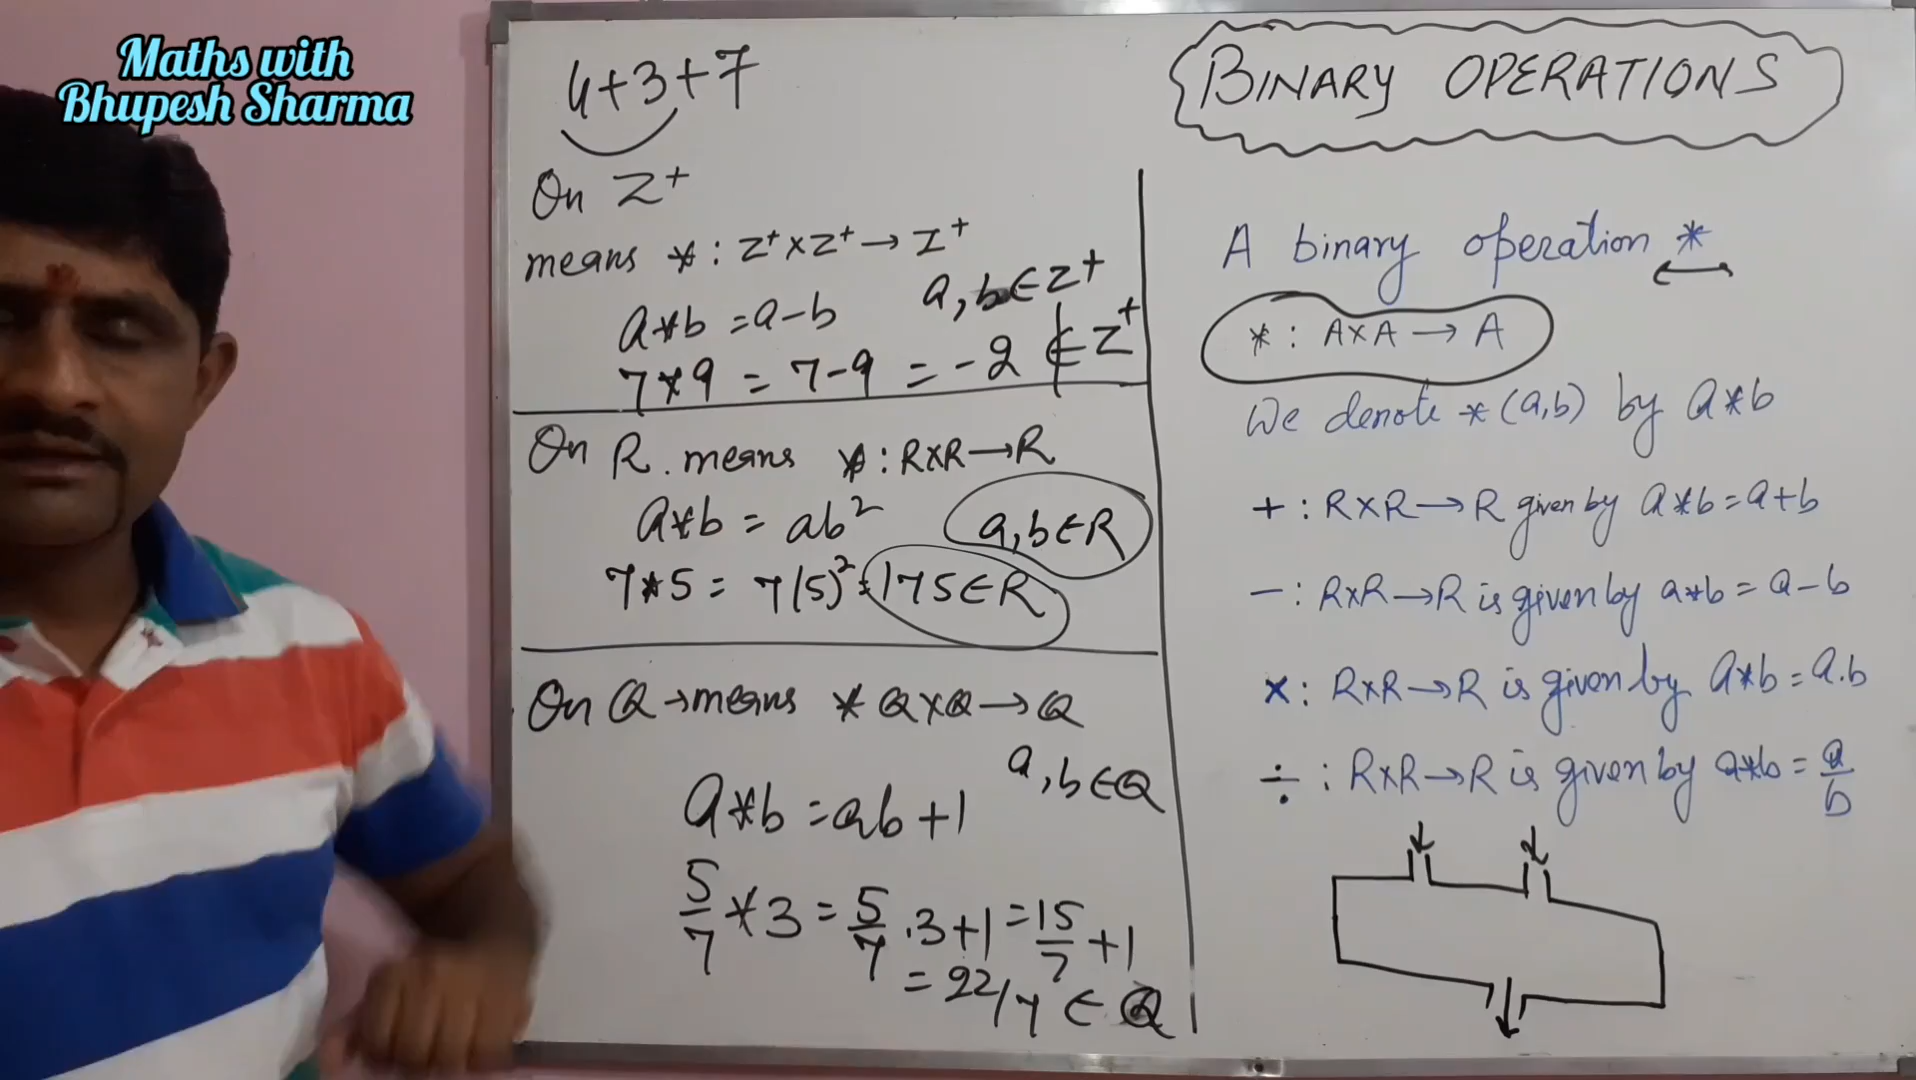 Maths with
Bhupesh Sharma
4+3+7
On Z⁺
means * : Z⁺×Z⁺→Z⁺
a*b = a-b a,b∈Z⁺
7*9 = 7-9 = -2 ∉ Z⁺
On R. means * : R×R→R
a*b = ab² a,b∈R
7*5 = 7(5)² = 175∈R
On Q → means * Q×Q→Q
a,b∈Q
a*b = ab+1
5/7 * 3 = 5/7 .3+1 = 15/7 +1
= 22/7 ∈ Q
BINARY OPERATIONS
A binary operation *
* : A×A → A
We denote *(a,b) by a*b
+ : R×R→R given by a*b=a+b
- : R×R→R is given by a*b = a-b
× : R×R→R is given by a*b = a.b
÷ : R×R→R is given by a*b = a/b